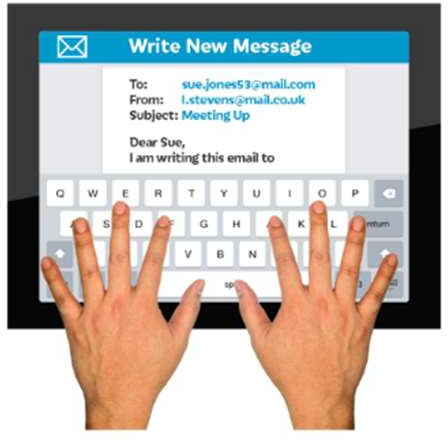 Write New Message
To: sue.jones53@mail.com
From: l.stevens@mail.co.uk
Subject: Meeting Up
Dear Sue,
I am writing this email to
Q W E R T Y U I O P
A S D F G H K L return
V B N